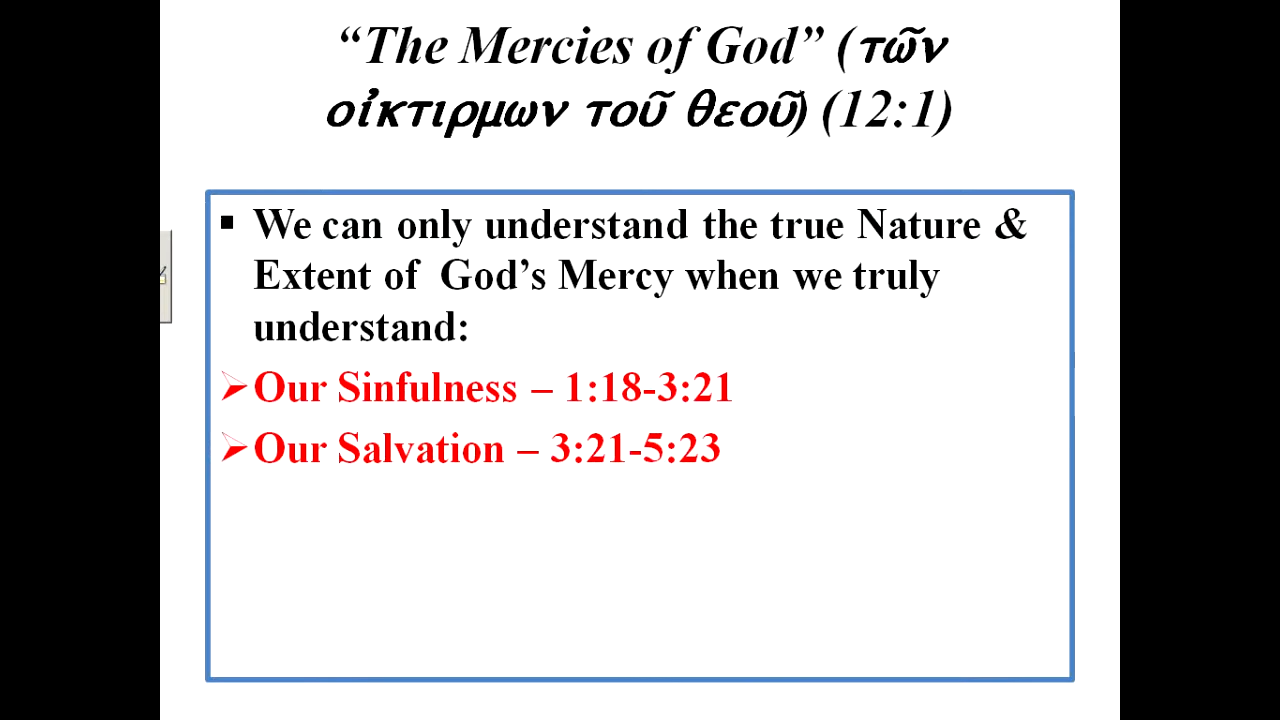 “The Mercies of God” (τῶν
οἰκτιρμων τοῦ θεοῦ) (12:1)
▪ We can only understand the true Nature &
Extent of God’s Mercy when we truly
understand:
➢Our Sinfulness – 1:18-3:21
➢Our Salvation – 3:21-5:23